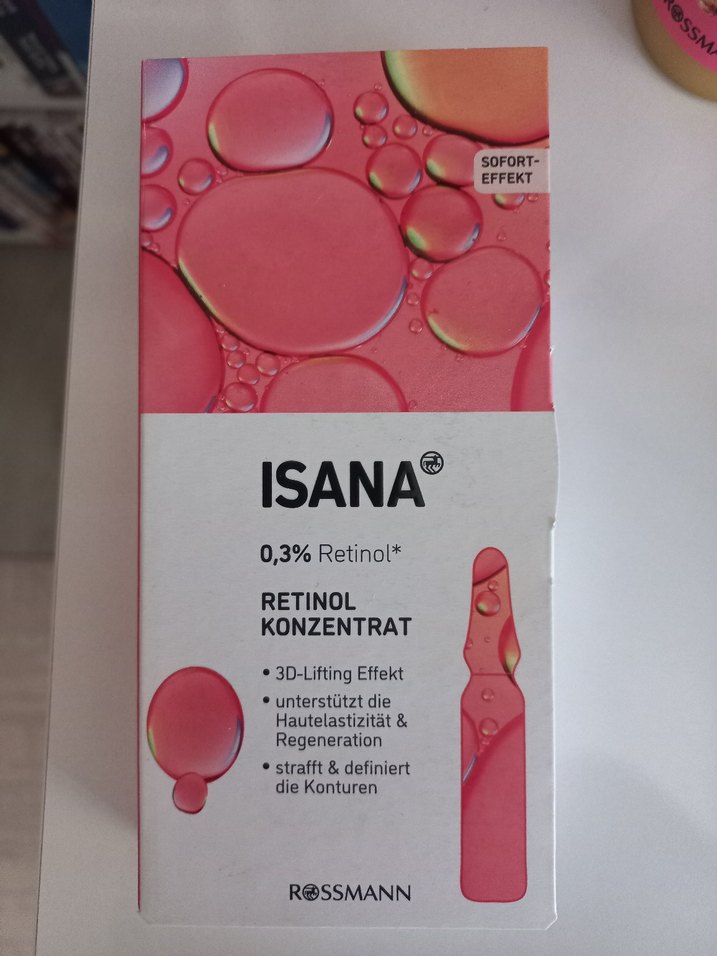 SOFORT-
EFFEKT
ISANA
0,3% Retinol*
RETINOL
KONZENTRAT
• 3D-Lifting Effekt
• unterstützt die
Hautelastizität &
Regeneration
• strafft & definiert
die Konturen
ROSSMANN